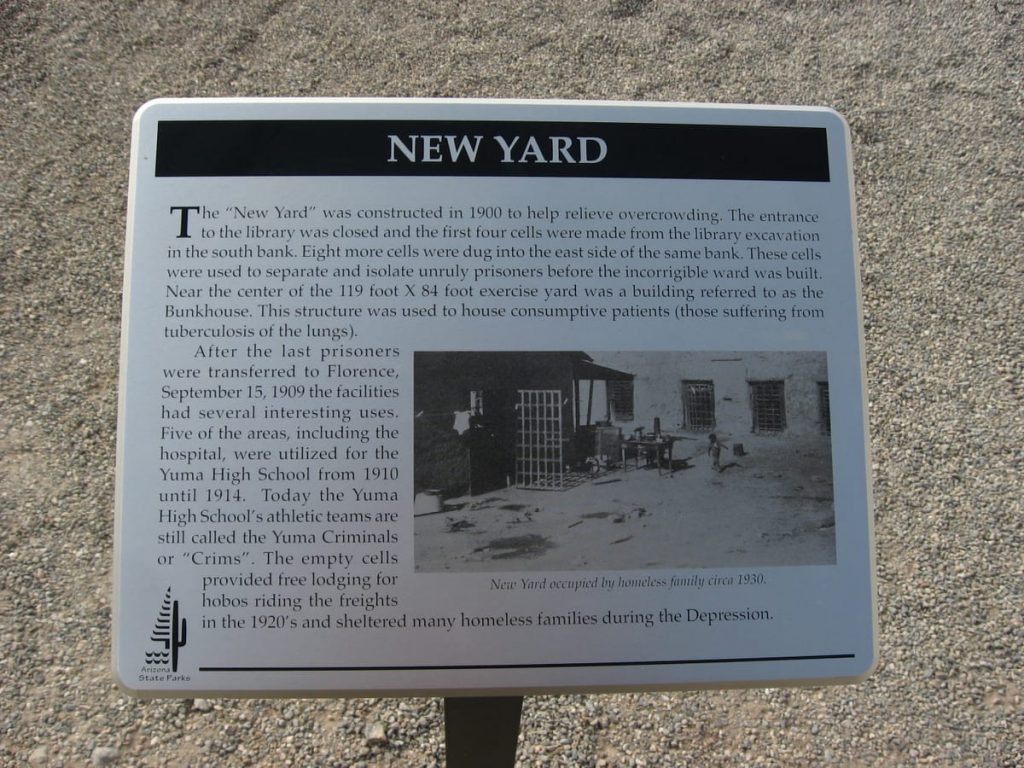 NEW YARD
The "New Yard" was constructed in 1900 to help relieve overcrowding. The entrance
to the library was closed and the first four cells were made from the library excavation
in the south bank. Eight more cells were dug into the east side of the same bank. These cells
were used to separate and isolate unruly prisoners before the incorrigible ward was built.
Near the center of the 119 foot X 84 foot exercise yard was a building referred to as the
Bunkhouse. This structure was used to house consumptive patients (those suffering from
tuberculosis of the lungs).
After the last prisoners
were transferred to Florence,
September 15, 1909 the facilities
had several interesting uses.
Five of the areas, including the
hospital, were utilized for the
Yuma High School from 1910
until 1914. Today the Yuma
High School's athletic teams are
still called the Yuma Criminals
or "Crims". The empty cells
provided free lodging for
hobos riding the freights
in the 1920's and sheltered many homeless families during the Depression.
New Yard occupied by homeless family circa 1930.
Arizona
State Parks